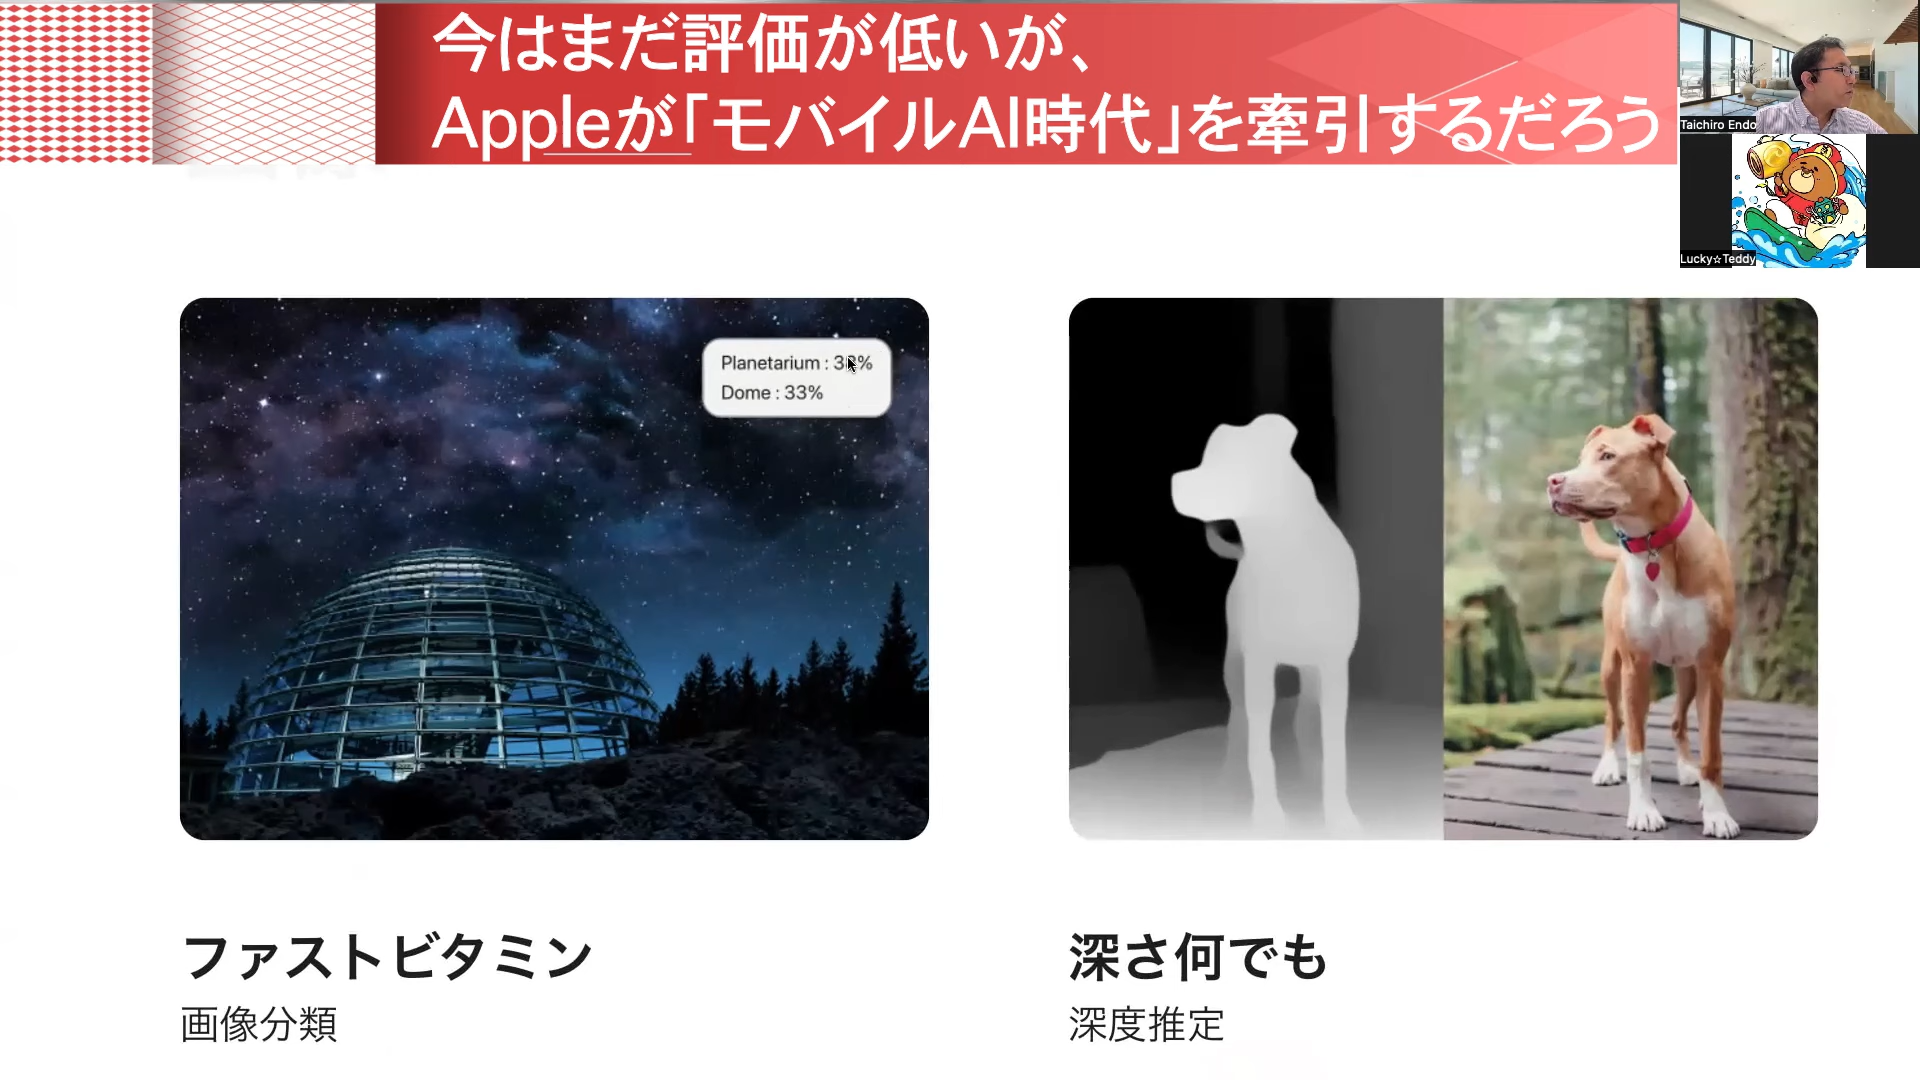 今はまだ評価が低いが、
Appleが「モバイルAI時代」を牽引するだろう
Taichiro Endo
Lucky☆Teddy
Planetarium :
Dome : 33%
ファストビタミン
画像分類
深さ何でも
深度推定